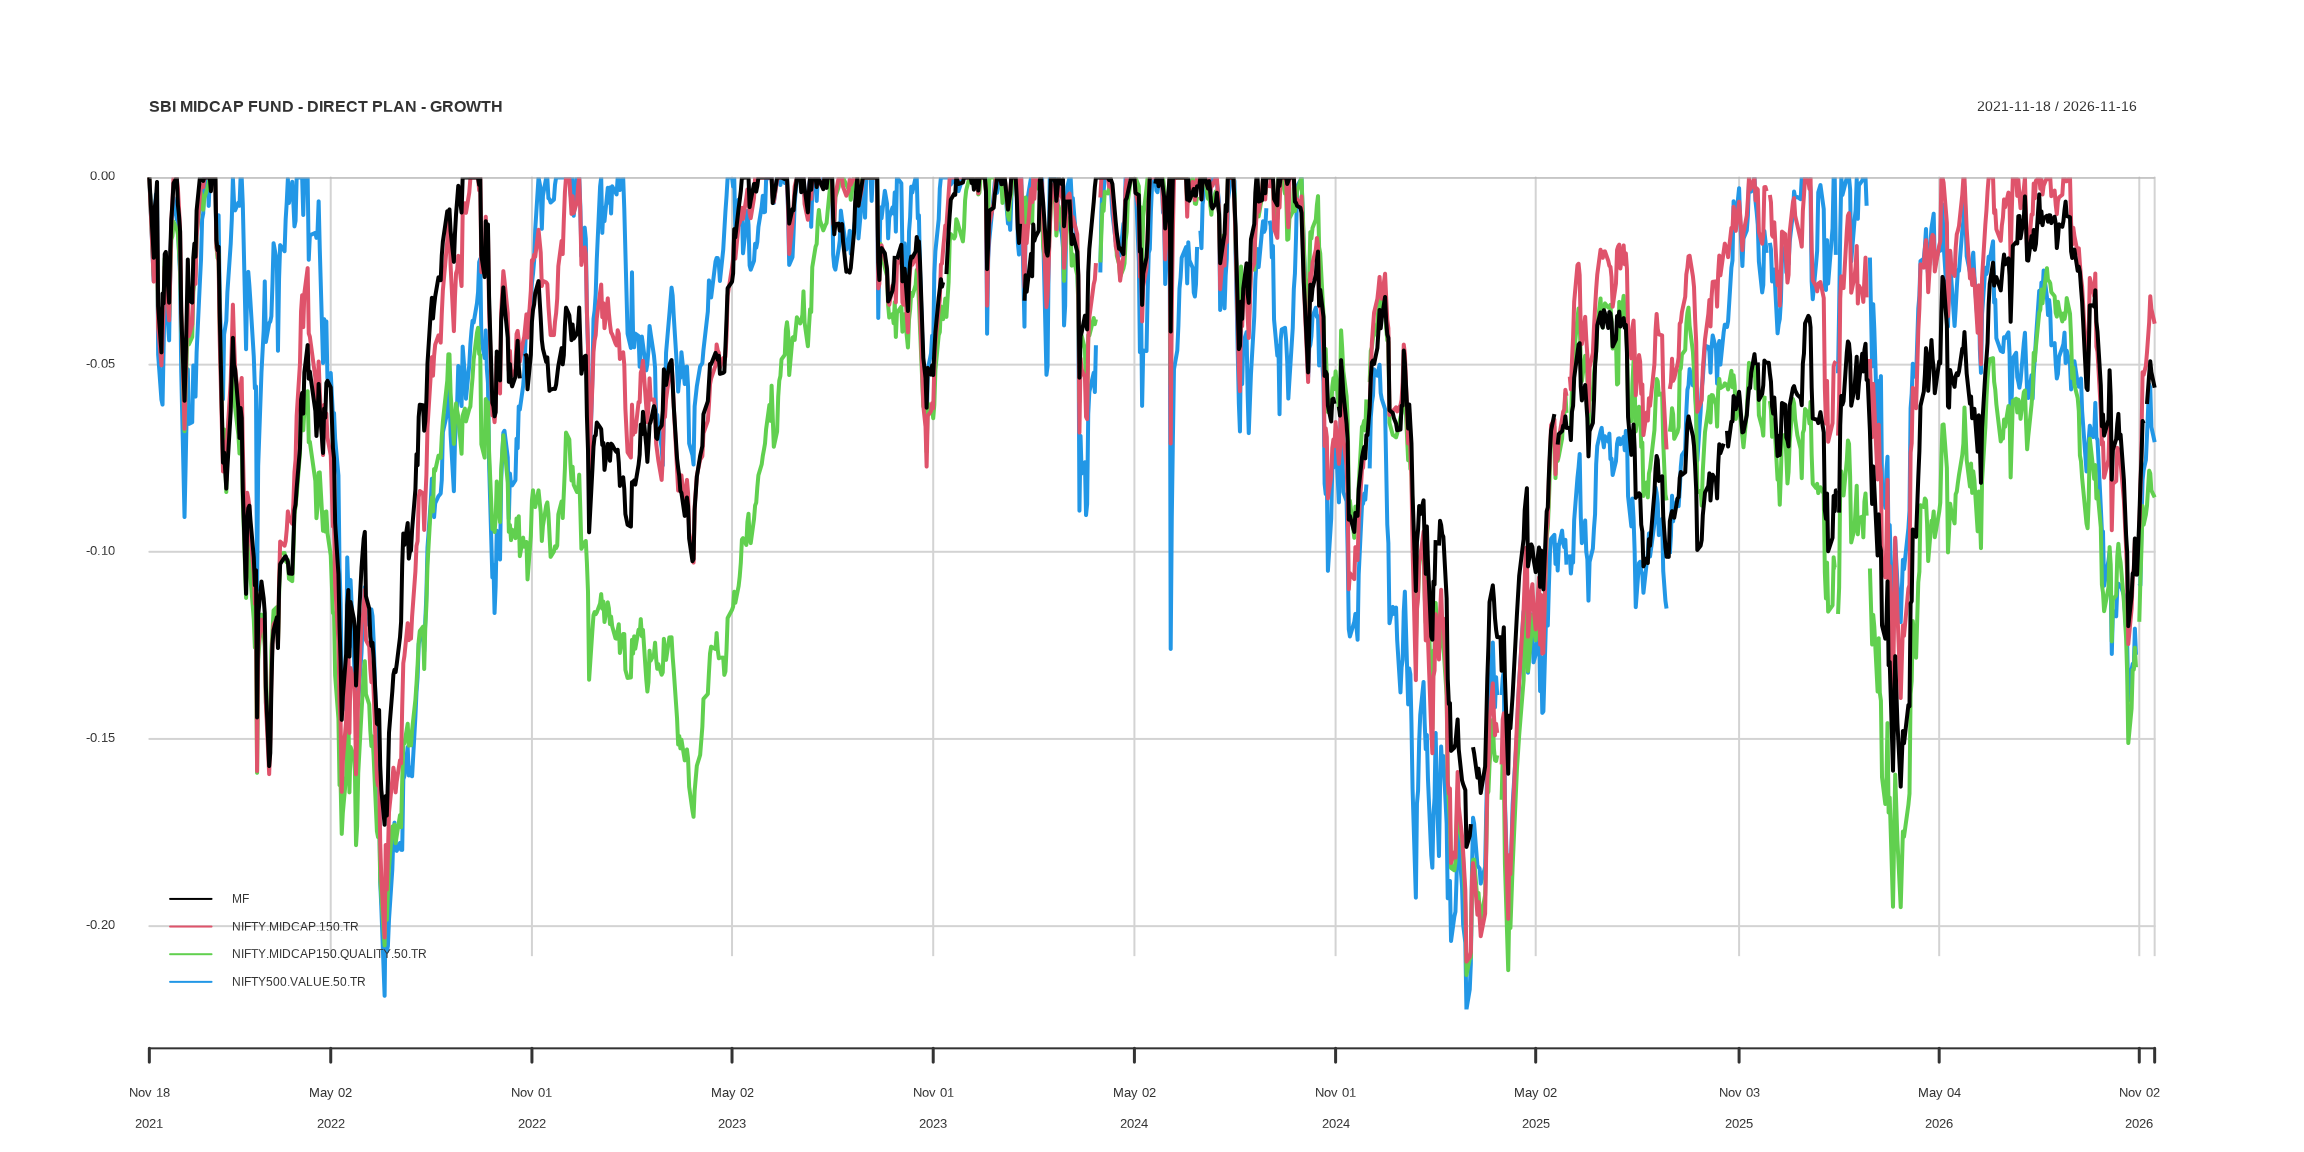 SBI MIDCAP FUND - DIRECT PLAN - GROWTH
2021-11-18 / 2026-11-16
0.00
-0.05
-0.10
-0.15
-0.20
MF
NIFTY.MIDCAP.150.TR
NIFTY.MIDCAP150.QUALITY.50.TR
NIFTY500.VALUE.50.TR
Nov 18 May 02 Nov 01 May 02 Nov 01 May 02 Nov 01 May 02 Nov 03 May 04 Nov 02
2021 2022 2022 2023 2023 2024 2024 2025 2025 2026 2026